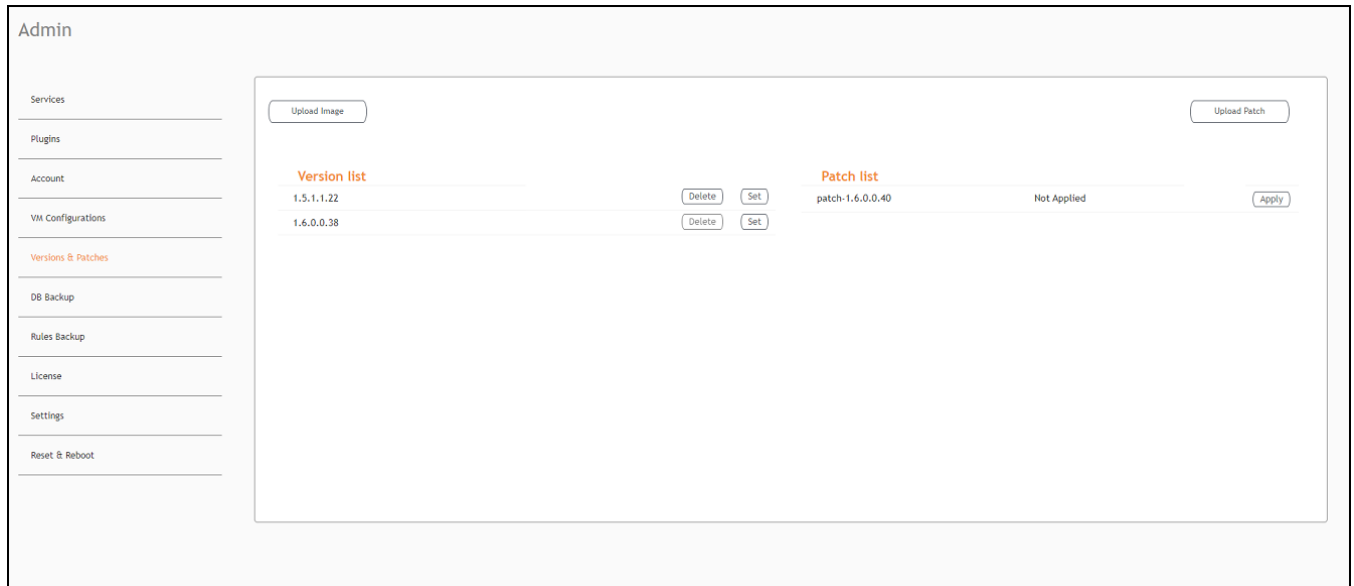 Admin
Services
Plugins
Account
VM Configurations
Versions & Patches
DB Backup
Rules Backup
License
Settings
Reset & Reboot
Upload Image
Upload Patch
Version list
1.5.1.1.22 Delete Set
1.6.0.0.38 Delete Set
Patch list
patch-1.6.0.0.40 Not Applied Apply